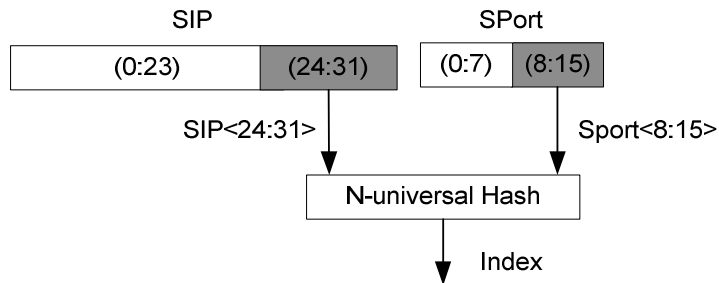 SIP SPort
(0:23) (24:31) (0:7) (8:15)
SIP<24:31> Sport<8:15>
N-universal Hash
Index